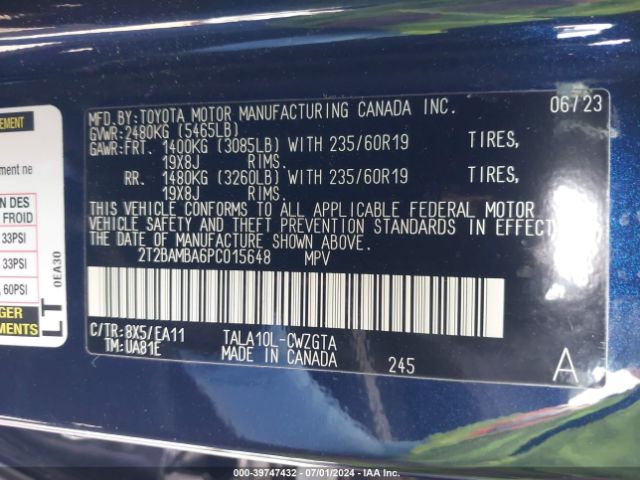 MFD.BY:TOYOTA MOTOR MANUFACTURING CANADA INC. 06/23
GVWR:2480KG (5465LB)
GAWR:FRT. 1400KG (3085LB) WITH 235/60R19 TIRES,
19X8J RIMS.
RR. 1480KG (3260LB) WITH 235/60R19 TIRES,
19X8J RIMS.
THIS VEHICLE CONFORMS TO ALL APPLICABLE FEDERAL MOTOR
VEHICLE SAFETY AND THEFT PREVENTION STANDARDS IN EFFECT ON
THE DATE OF MANUFACTURE SHOWN ABOVE.
2T2BAMBA6PC015648 MPV
C/TR:8X5/EA11 TALA10L-CWZGTA
TM:UA81E MADE IN CANADA 245 A
EMENT
ement ne
N DES
FROID
33PSI
33PSI
, 60PSI
GER
MENTS
LT
0EA30
000-39747432 - 07/01/2024 - IAA Inc.